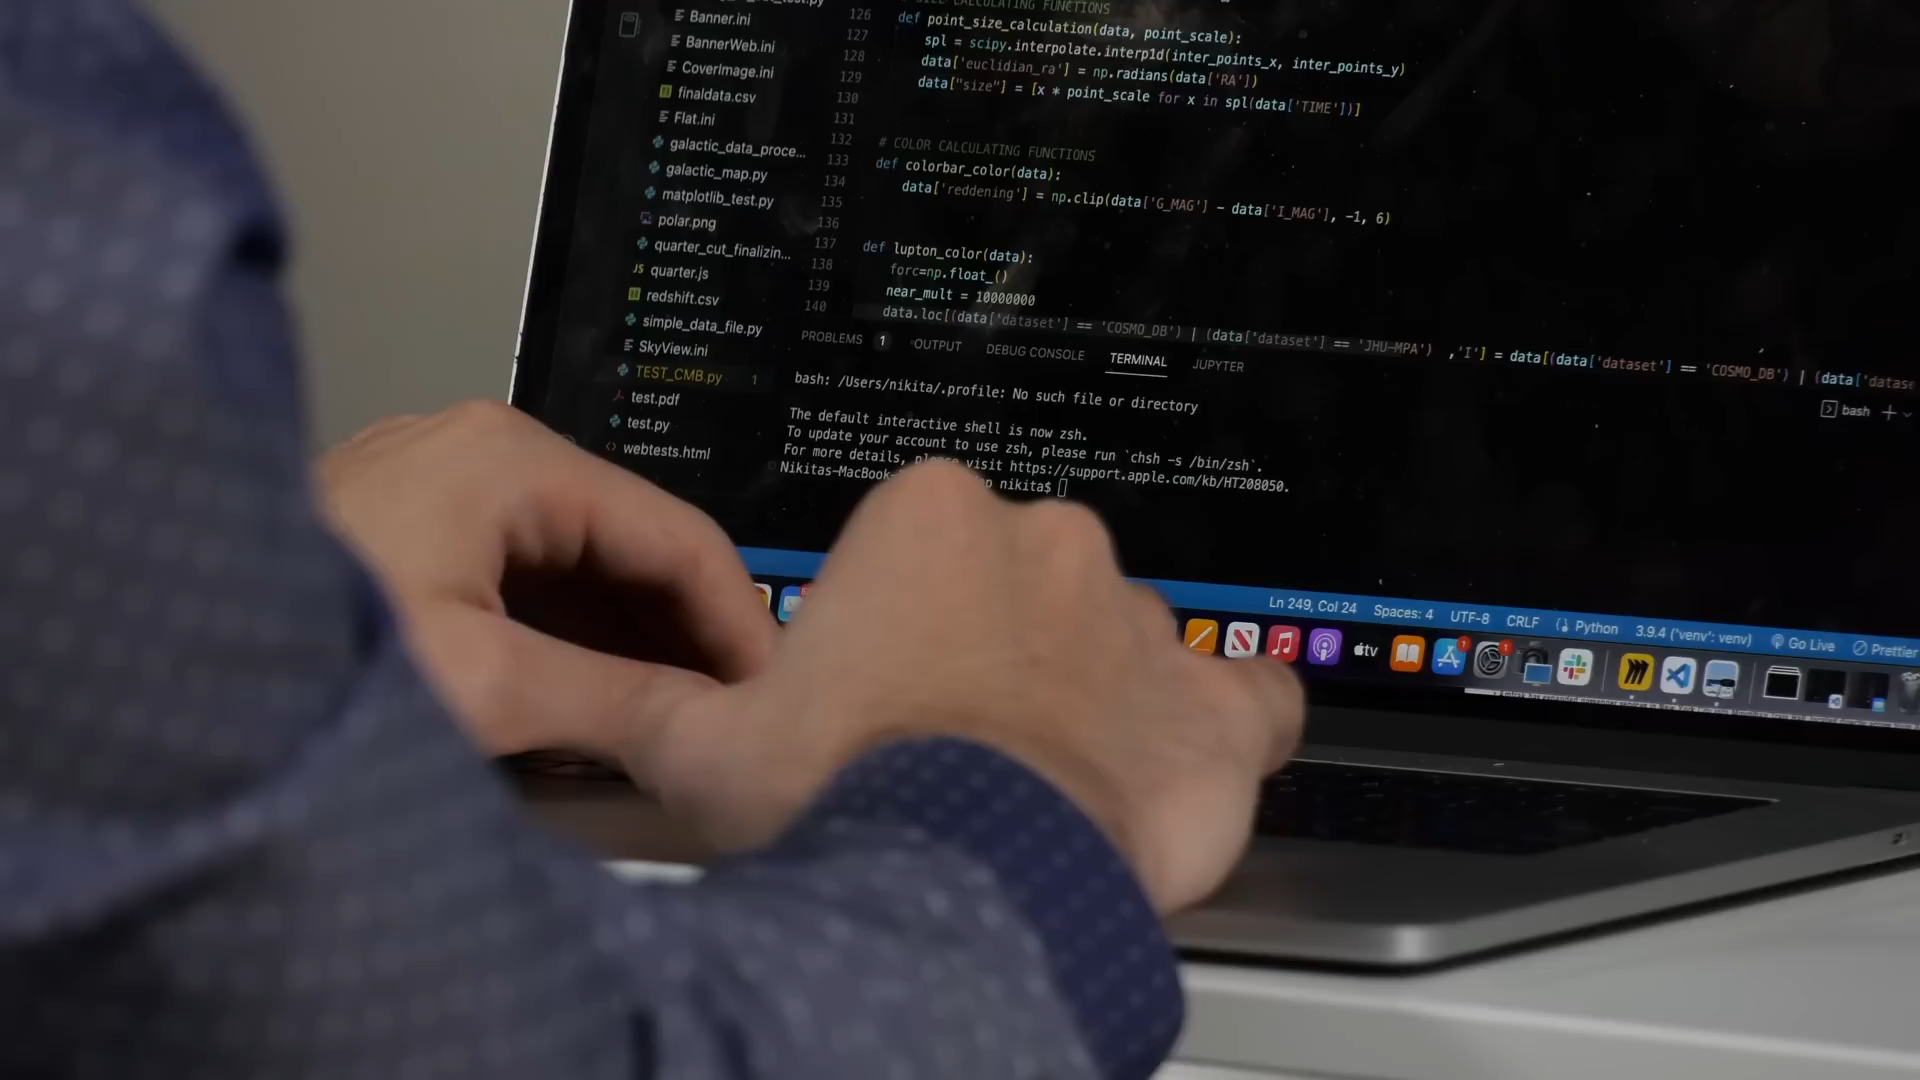 Banner.ini
BannerWeb.ini
CoverImage.ini
finaldata.csv
Flat.ini
galactic_data_proce...
galactic_map.py
matplotlib_test.py
polar.png
quarter_cut_finalizin...
JS quarter.js
redshift.csv
simple_data_file.py
SkyView.ini
TEST_CMB.py 1
test.pdf
test.py
webtests.html
CALCULATING FUNCTIONS
126 def point_size_calculation(data, point_scale):
127 spl = scipy.interpolate.interp1d(inter_points_x, inter_points_y)
128 data['euclidian_ra'] = np.radians(data['RA'])
129 data["size"] = [x * point_scale for x in spl(data['TIME'])]
130
131
132 # COLOR CALCULATING FUNCTIONS
133 def colorbar_color(data):
134 data['reddening'] = np.clip(data['G_MAG'] - data['I_MAG'], -1, 6)
135
136
137 def lupton_color(data):
138 forc=np.float_()
139 near_mult = 10000000
140 data.loc[(data['dataset'] == 'COSMO_DB') | (data['dataset'] == 'JHU-MPA') ,'I'] = data[(data['dataset'] == 'COSMO_DB') | (data['datase
PROBLEMS 1 OUTPUT DEBUG CONSOLE TERMINAL JUPYTER
bash
bash: /Users/nikita/.profile: No such file or directory
The default interactive shell is now zsh.
To update your account to use zsh, please run `chsh -s /bin/zsh`.
For more details, please visit https://support.apple.com/kb/HT208050.
Nikitas-MacBook- nikita$
Ln 249, Col 24 Spaces: 4 UTF-8 CRLF Python 3.9.4 ('venv': venv) Go Live Prettier
tv